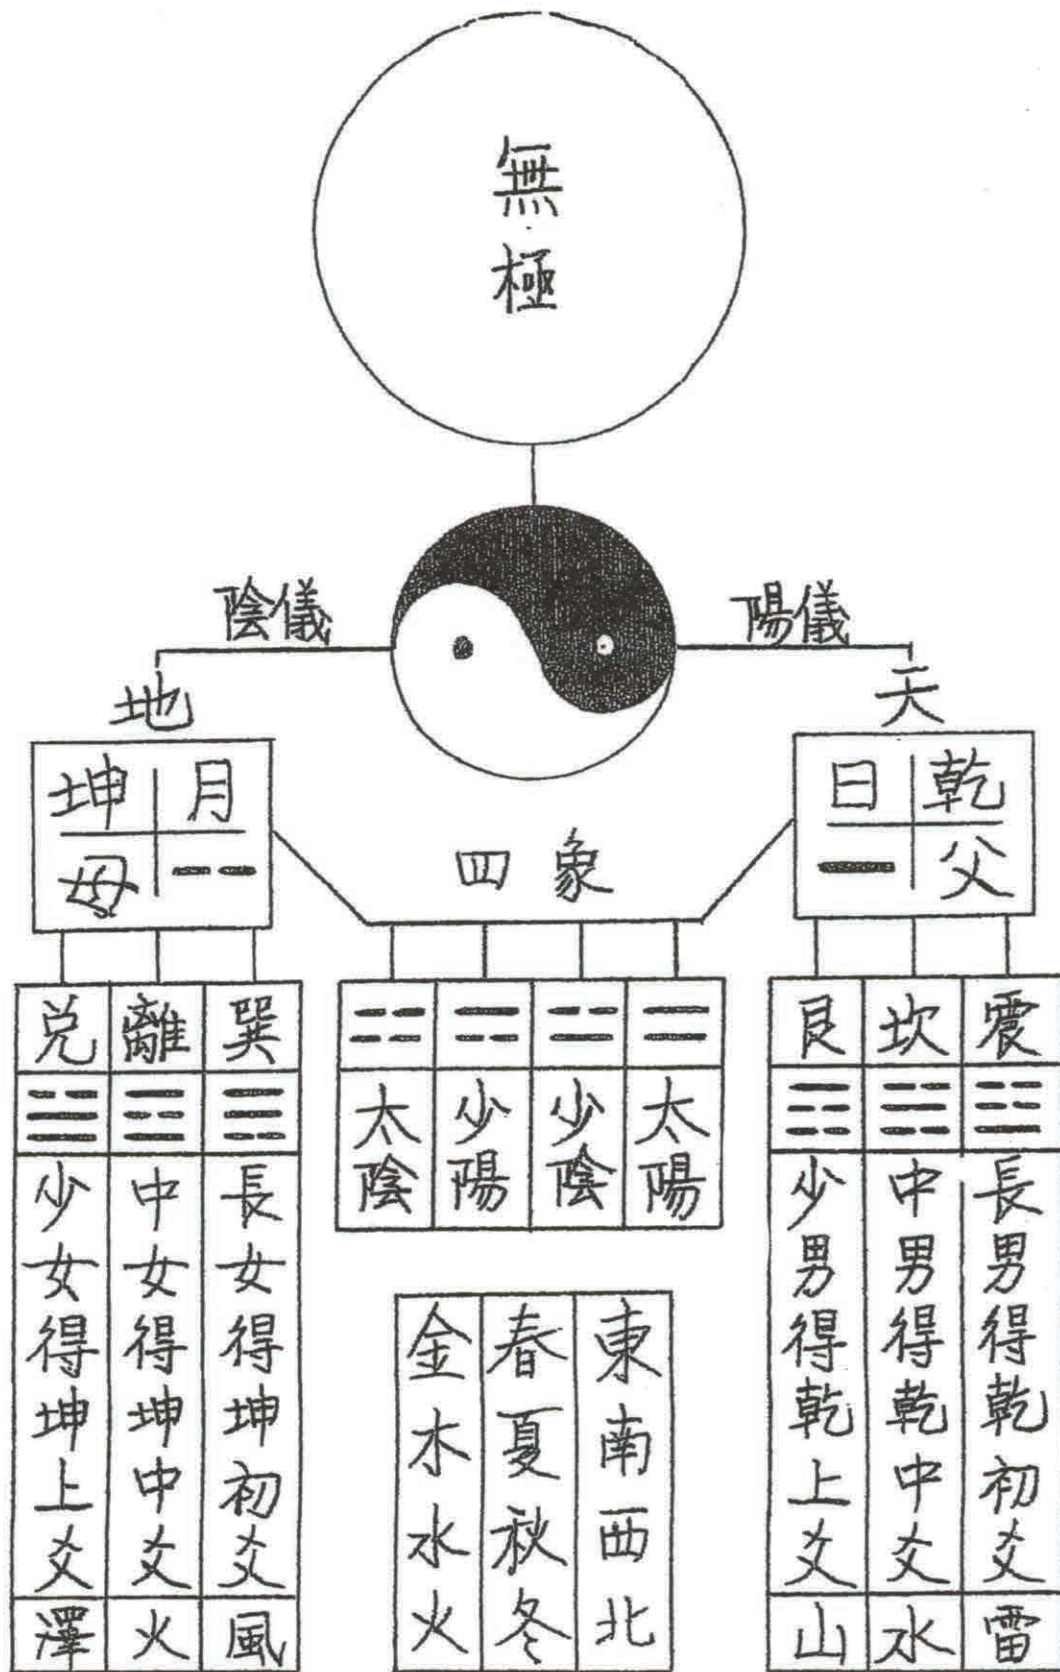 無極
陰儀
陽儀
地
天
坤 月
母
日 乾
父
四象
兌 離 巽
少女得坤上爻
中女得坤中爻
長女得坤初爻
澤 火 風
太陰
少陽
少陰
太陽
金木水火
春夏秋冬
東南西北
艮 坎 震
少男得乾上爻
中男得乾中爻
長男得乾初爻
山 水 雷